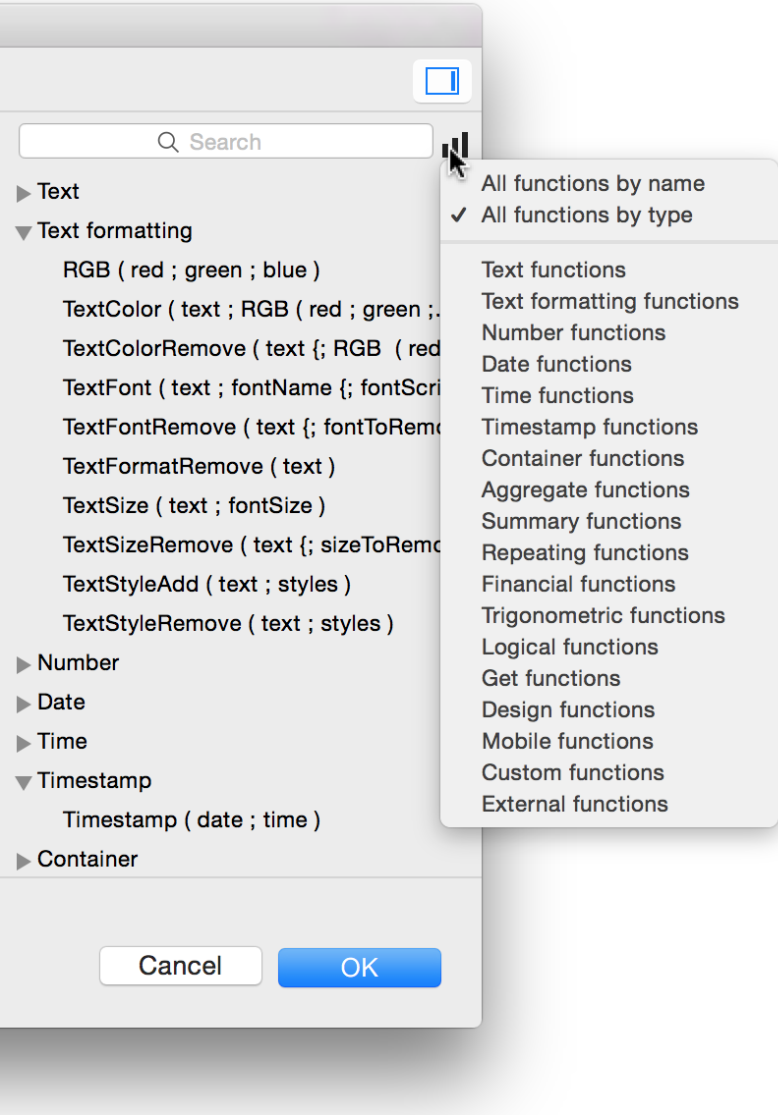 Search
Text
Text formatting
RGB ( red ; green ; blue )
TextColor ( text ; RGB ( red ; green ;.
TextColorRemove ( text {; RGB  ( red
TextFont ( text ; fontName {; fontScri
TextFontRemove ( text {; fontToRemo
TextFormatRemove ( text )
TextSize ( text ; fontSize )
TextSizeRemove ( text {; sizeToRemo
TextStyleAdd ( text ; styles )
TextStyleRemove ( text ; styles )
Number
Date
Time
Timestamp
Timestamp ( date ; time )
Container
Cancel
OK
All functions by name
✓ All functions by type
Text functions
Text formatting functions
Number functions
Date functions
Time functions
Timestamp functions
Container functions
Aggregate functions
Summary functions
Repeating functions
Financial functions
Trigonometric functions
Logical functions
Get functions
Design functions
Mobile functions
Custom functions
External functions